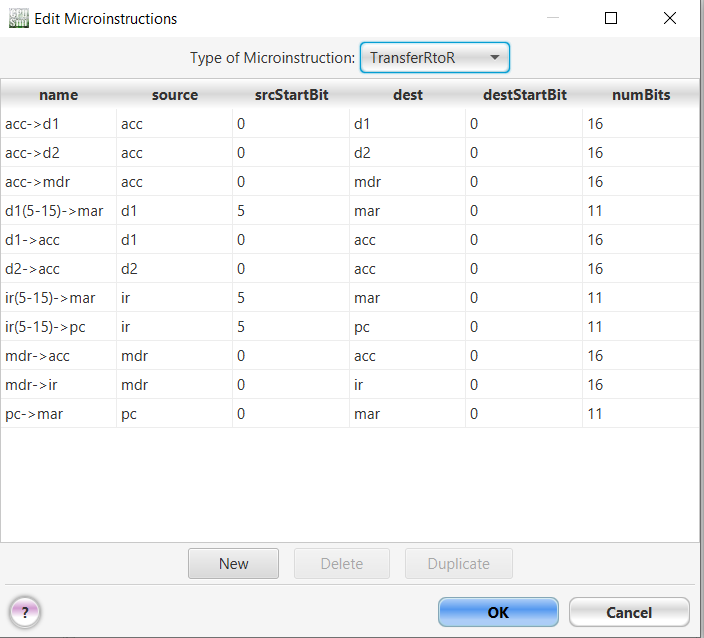 Edit Microinstructions
Type of Microinstruction: TransferRtoR
name source srcStartBit dest destStartBit numBits
acc->d1 acc 0 d1 0 16
acc->d2 acc 0 d2 0 16
acc->mdr acc 0 mdr 0 16
d1(5-15)->mar d1 5 mar 0 11
d1->acc d1 0 acc 0 16
d2->acc d2 0 acc 0 16
ir(5-15)->mar ir 5 mar 0 11
ir(5-15)->pc ir 5 pc 0 11
mdr->acc mdr 0 acc 0 16
mdr->ir mdr 0 ir 0 16
pc->mar pc 0 mar 0 11
New Delete Duplicate
? OK Cancel